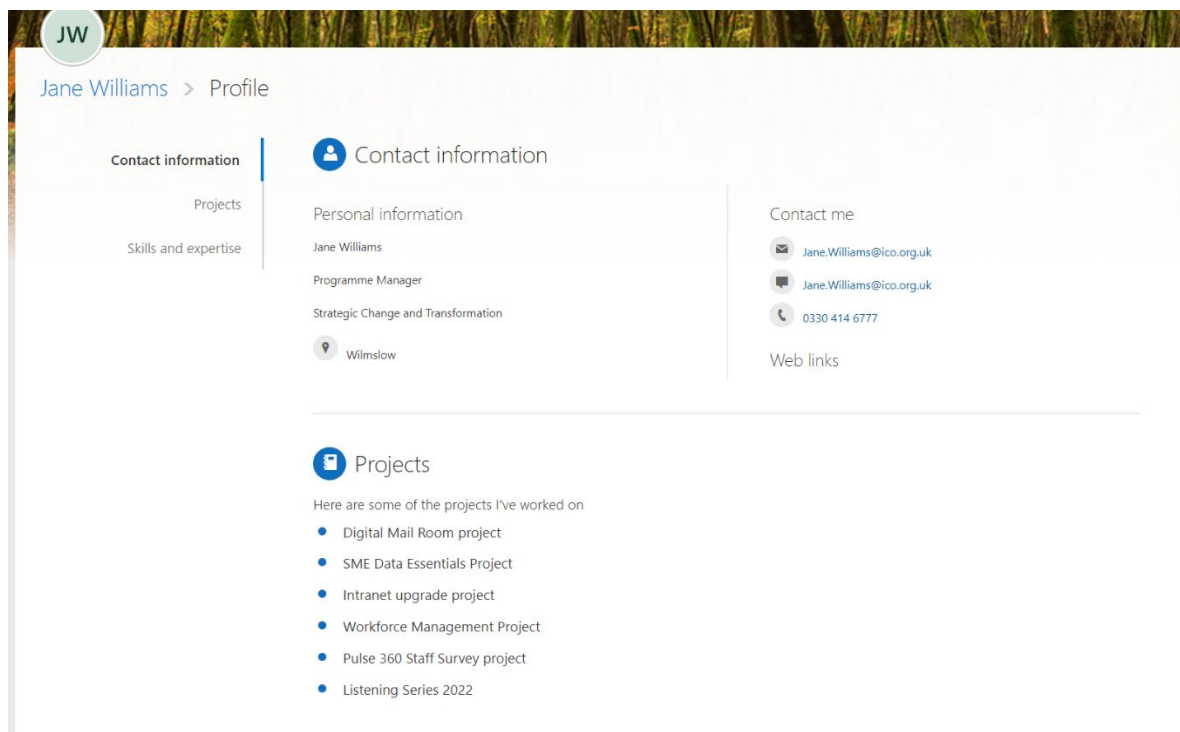 JW
Jane Williams > Profile
Contact information
Projects
Skills and expertise
Contact information
Personal information
Jane Williams
Programme Manager
Strategic Change and Transformation
Wilmslow
Contact me
Jane.Williams@ico.org.uk
Jane.Williams@ico.org.uk
0330 414 6777
Web links
Projects
Here are some of the projects I've worked on
Digital Mail Room project
SME Data Essentials Project
Intranet upgrade project
Workforce Management Project
Pulse 360 Staff Survey project
Listening Series 2022